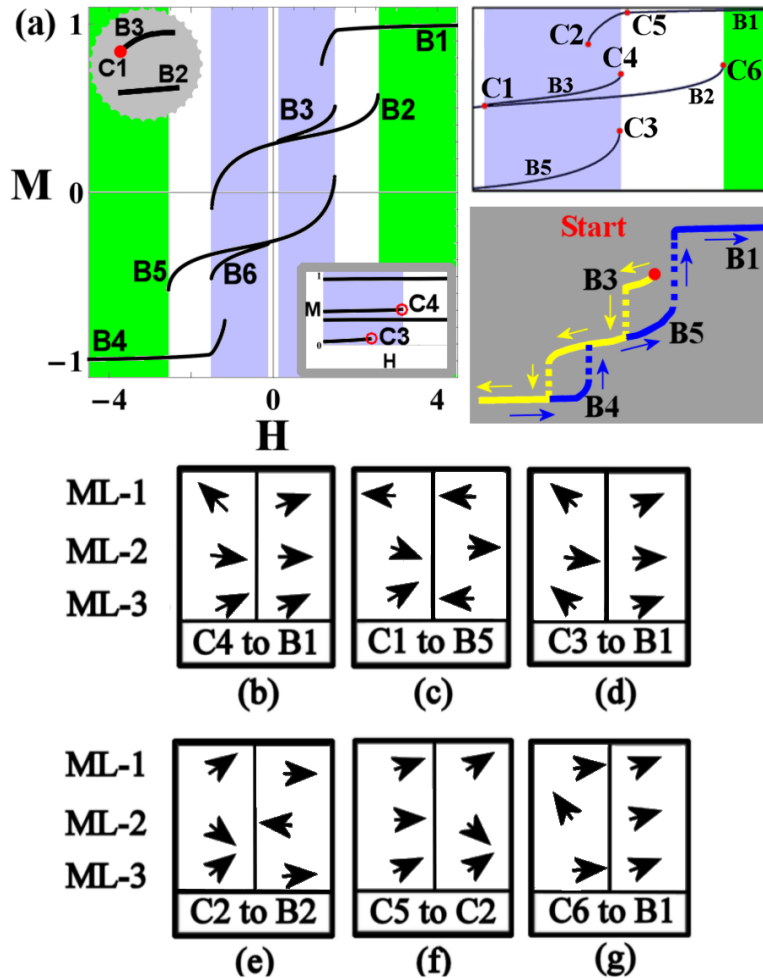 (a)
1
B3
C1
B2
B1
B3
B2
M
0
B5
B6
B4
-1
1
M
0
C4
C3
H
-4
0
4
H
C5
B1
C2
C4
C6
C1
B3
B2
C3
B5
Start
B3
B1
B5
B4
ML-1
ML-2
ML-3
C4 to B1
C1 to B5
C3 to B1
(b)
(c)
(d)
ML-1
ML-2
ML-3
C2 to B2
C5 to C2
C6 to B1
(e)
(f)
(g)